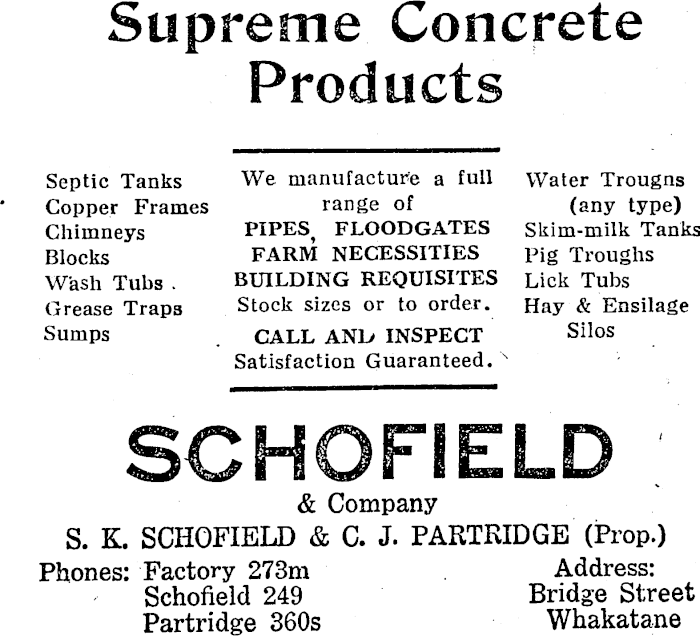 Supreme Concrete
Products
Septic Tanks
Copper Frames
Chimneys
Blocks
Wash Tubs
Grease Traps
Sumps
We manufacture a full
range of
PIPES, FLOODGATES
FARM NECESSITIES
BUILDING REQUISITES
Stock sizes or to order.
CALL AND INSPECT
Satisfaction Guaranteed.
Water Trougns
(any type)
Skim-milk Tanks
Pig Troughs
Lick Tubs
Hay & Ensilage
Silos
SCHOFIELD
& Company
S. K. SCHOFIELD & C. J. PARTRIDGE (Prop.)
Phones: Factory 273m
Schofield 249
Partridge 360s
Address:
Bridge Street
Whakatane